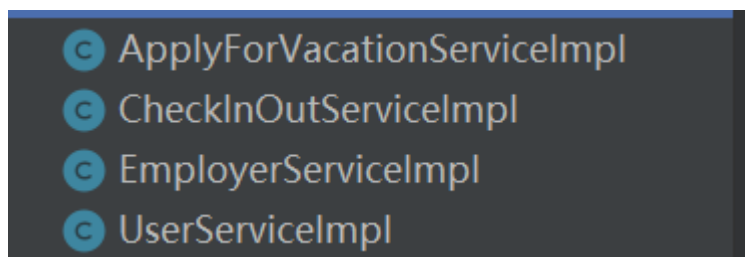 C ApplyForVacationServiceImpl
C CheckInOutServiceImpl
C EmployerServiceImpl
C UserServiceImpl